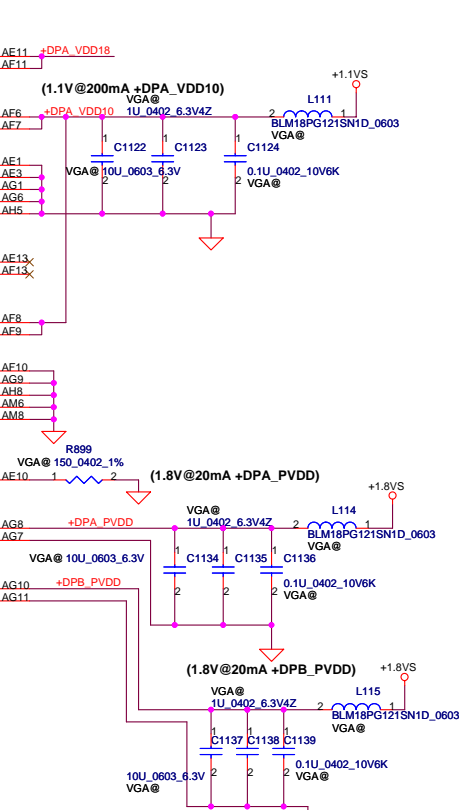 AE11 +DPA_VDD18
AF11
(1.1V@200mA +DPA_VDD10)
+1.1VS
VGA@
L111
AF6 +DPA_VDD10 1U_0402_6.3V4Z 2 1
AF7 BLM18PG121SN1D_0603
VGA@
1 1 1
C1122 C1123 C1124
AE1
AE3 VGA@ 10U_0603_6.3V 0.1U_0402_10V6K
2 2 2 VGA@
AG1
AG6
AH5
AE13
AF13
AF8
AF9
AF10
AG9
AH8
AM6
AM8
R899
VGA@ 150_0402_1%
AE10 1 2 (1.8V@20mA +DPA_PVDD)
+1.8VS
VGA@ L114
AG8 +DPA_PVDD 1U_0402_6.3V4Z 2 1
AG7 BLM18PG121SN1D_0603
VGA@
1 1 1
VGA@ 10U_0603_6.3V C1134 C1135 C1136
AG10 +DPB_PVDD 0.1U_0402_10V6K
2 2 2 VGA@
AG11
(1.8V@20mA +DPB_PVDD)
+1.8VS
VGA@ L115
1U_0402_6.3V4Z 2 1
BLM18PG121SN1D_0603
VGA@
1 1 1
C1137 C1138 C1139
0.1U_0402_10V6K
10U_0603_6.3V 2 2 2 VGA@
VGA@